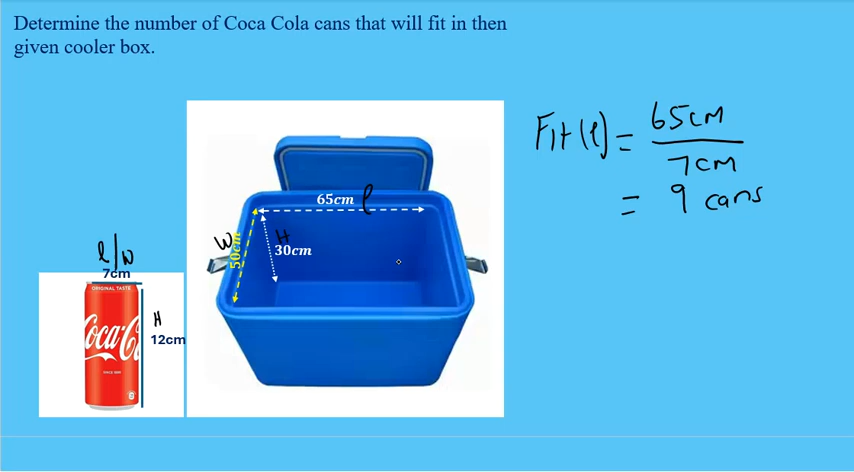 Determine the number of Coca Cola cans that will fit in then
given cooler box.
Fit(l) = 65cm
7cm
= 9 cans
65cm l
W
50cm
H
30cm
l/w
7cm
ORIGINAL TASTE
Coca-C
H
12cm